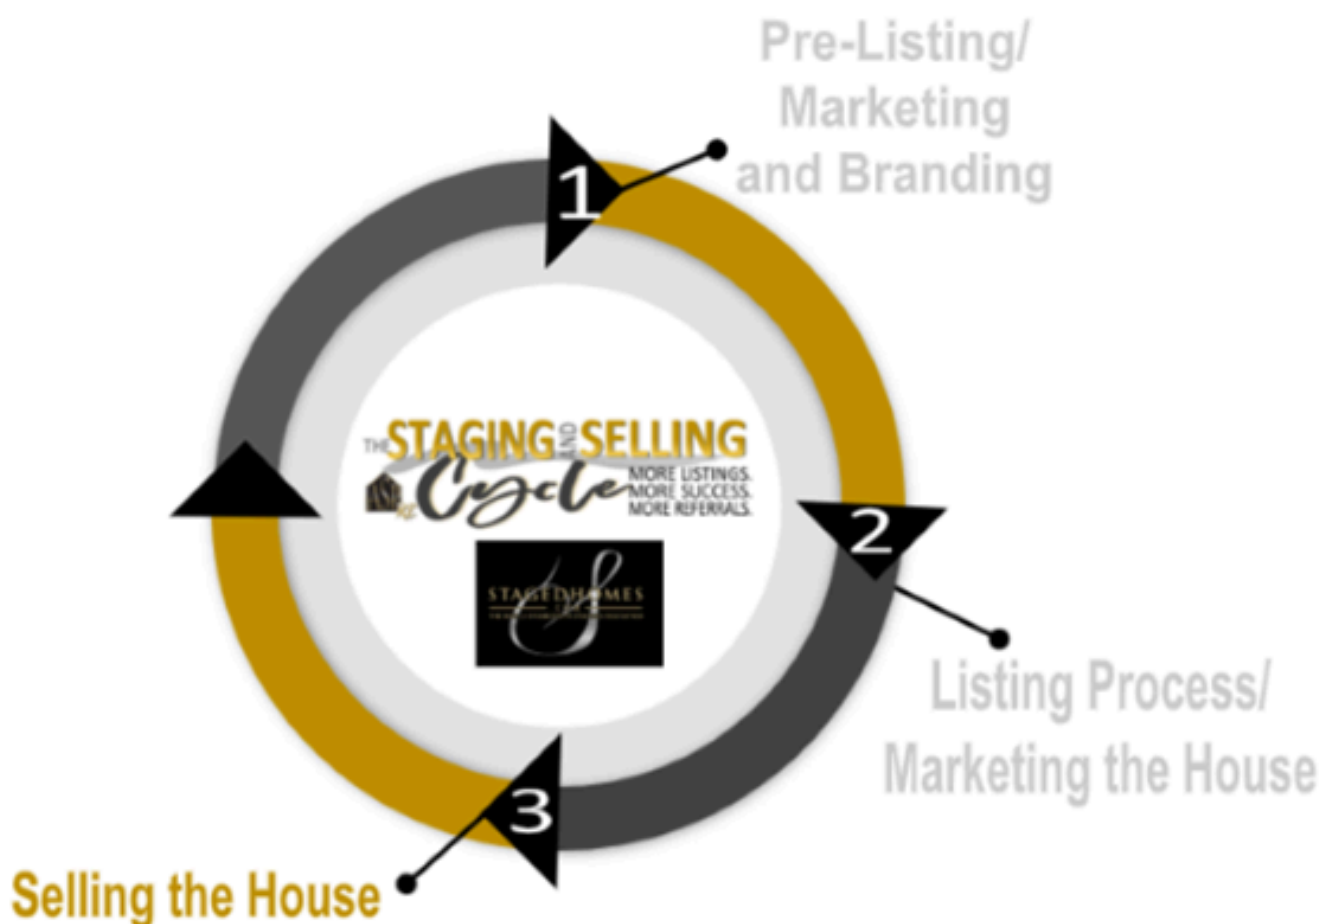 Pre-Listing/
Marketing
and Branding
1
THE STAGING AND SELLING
Cycle
MORE LISTINGS.
MORE SUCCESS.
MORE REFERRALS.
2
STAGEDHOMES
Listing Process/
Marketing the House
3
Selling the House